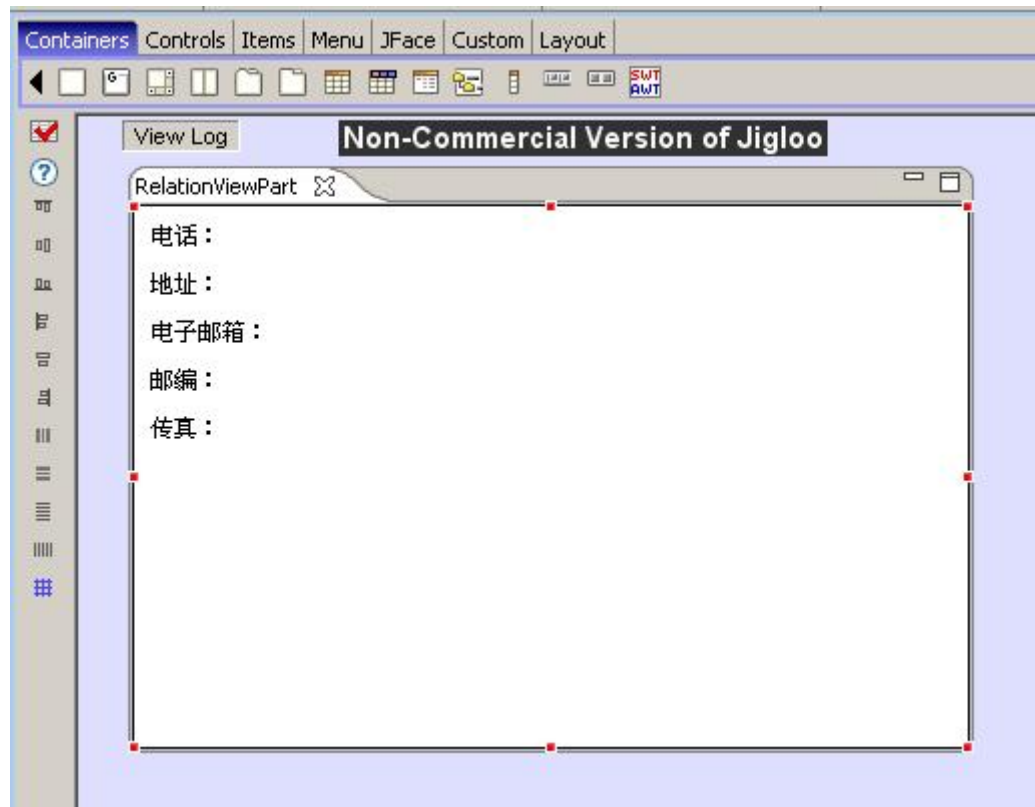 Containers Controls Items Menu JFace Custom Layout
G SWT AWT
View Log Non-Commercial Version of Jigloo
RelationViewPart
电话：
地址：
电子邮箱：
邮编：
传真：